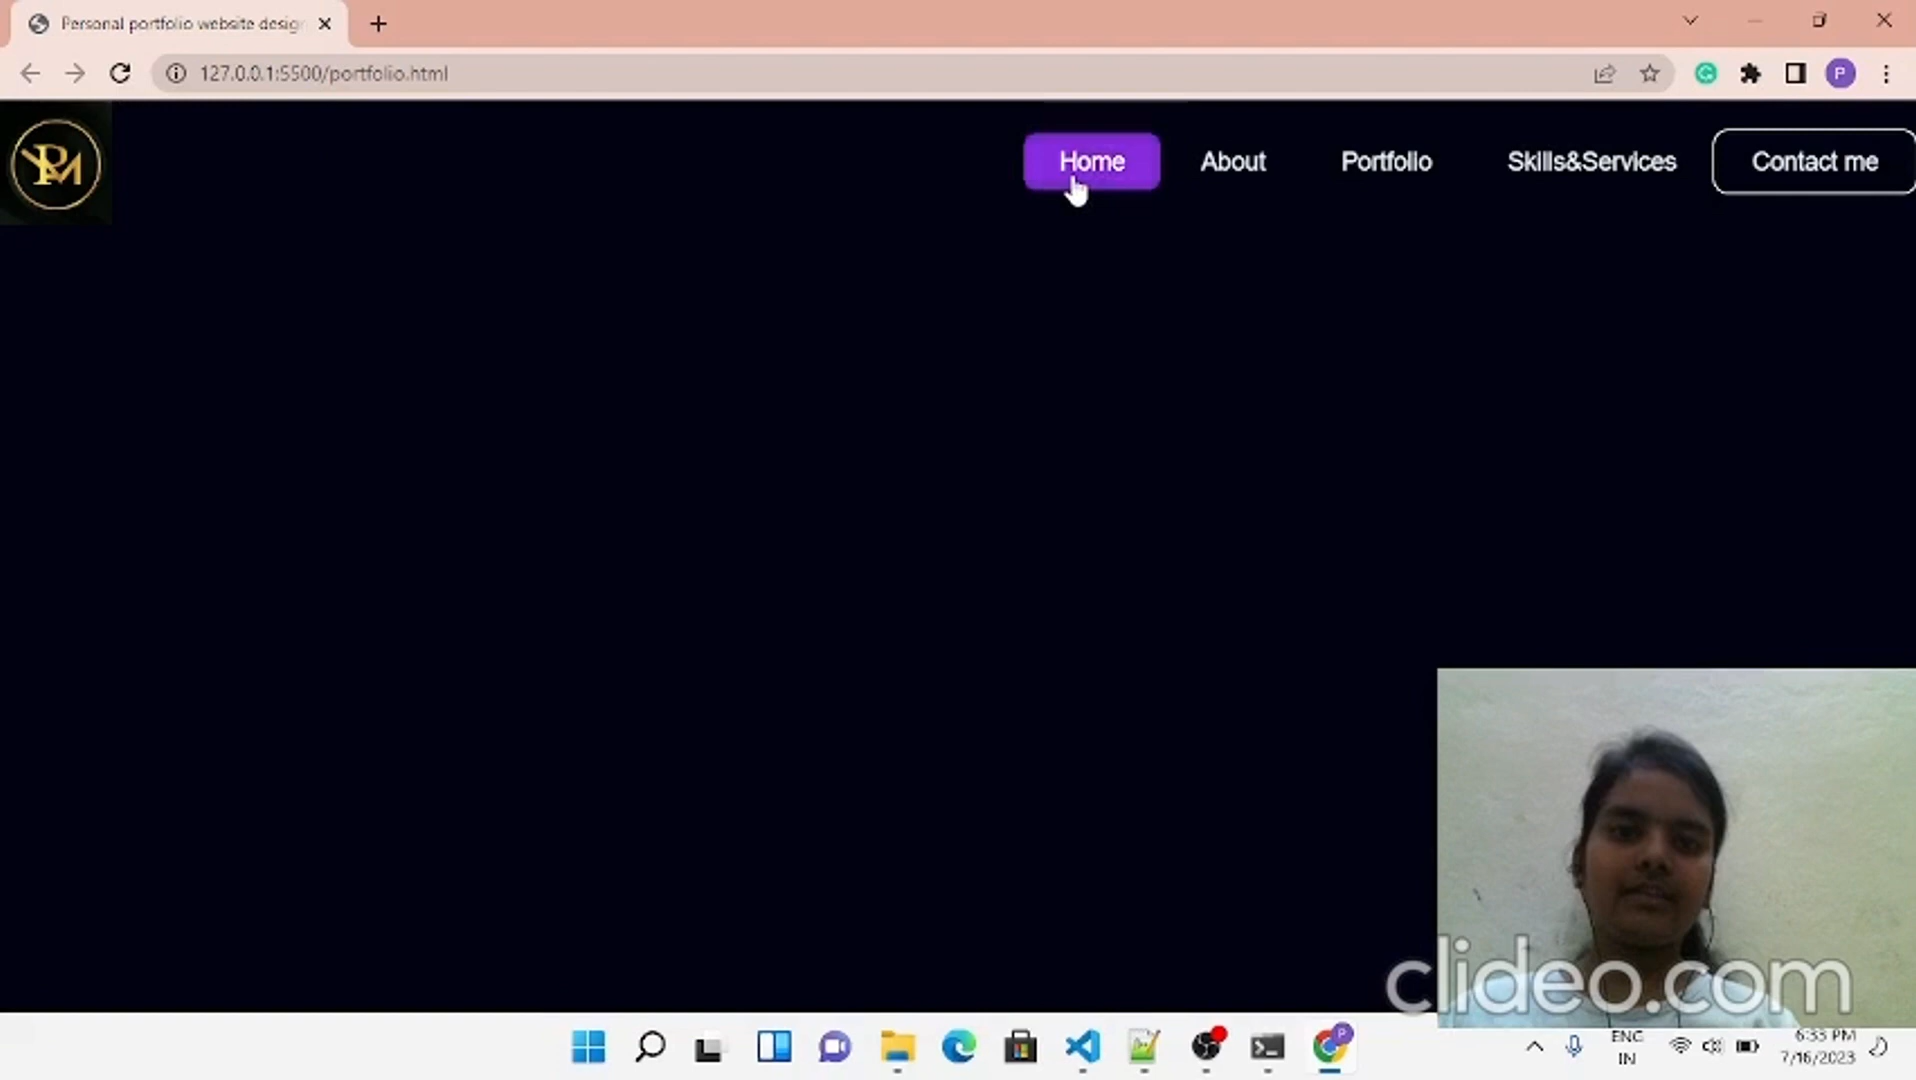 Personal portfolio website desig
127.0.0.1:5500/portfolio.html
P
PM
Home
About
Portfolio
Skills&Services
Contact me
clideo.com
P
ENG
IN
6:33 PM
7/16/2023